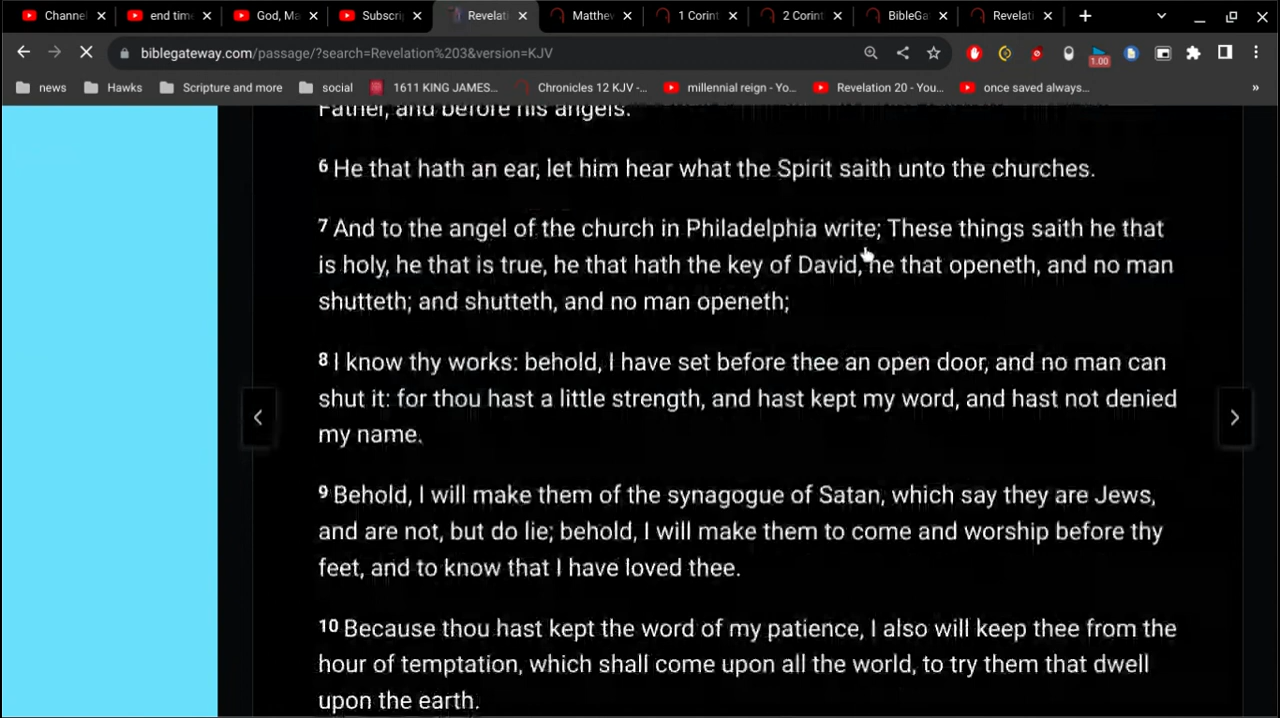 Channel
end time
God, Ma
Subscrip
Revelati
Matthew
1 Corint
2 Corint
BibleGa
Revelati
biblegateway.com/passage/?search=Revelation%203&version=KJV
1.00
news
Hawks
Scripture and more
social
1611 KING JAMES...
Chronicles 12 KJV -...
millennial reign - Yo...
Revelation 20 - You...
once saved always...
»
Father, and before his angels.
6 He that hath an ear, let him hear what the Spirit saith unto the churches.
7 And to the angel of the church in Philadelphia write; These things saith he that
is holy, he that is true, he that hath the key of David, he that openeth, and no man
shutteth; and shutteth, and no man openeth;
8 I know thy works: behold, I have set before thee an open door, and no man can
shut it: for thou hast a little strength, and hast kept my word, and hast not denied
my name.
9 Behold, I will make them of the synagogue of Satan, which say they are Jews,
and are not, but do lie; behold, I will make them to come and worship before thy
feet, and to know that I have loved thee.
10 Because thou hast kept the word of my patience, I also will keep thee from the
hour of temptation, which shall come upon all the world, to try them that dwell
upon the earth.